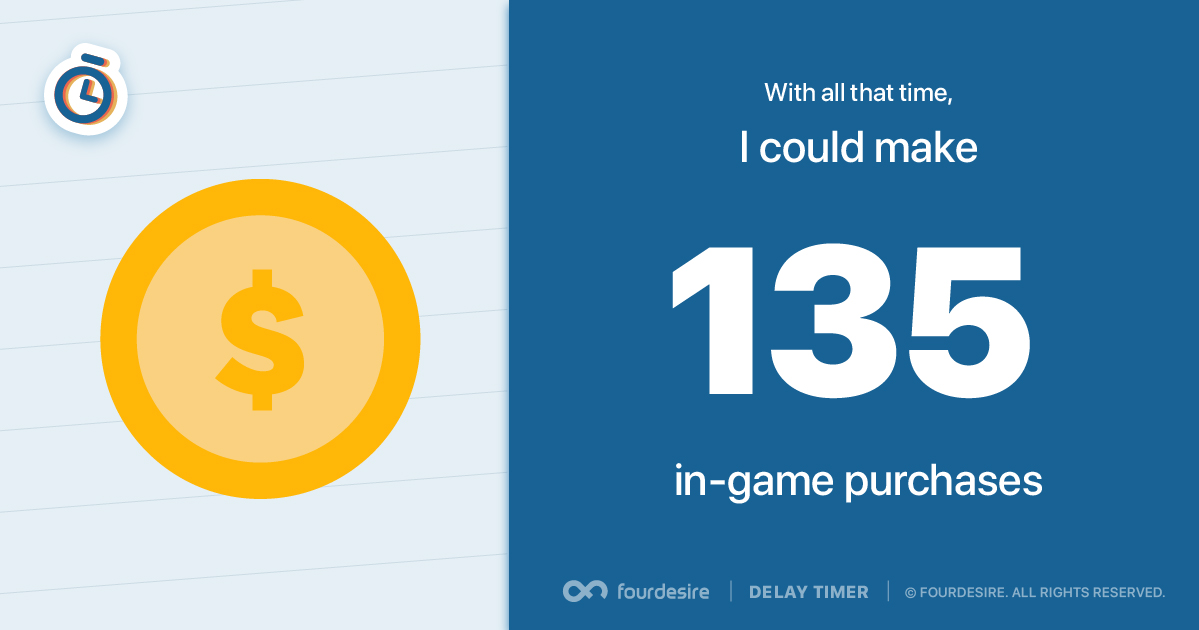 With all that time,
I could make
135
in-game purchases
fourdesire | DELAY TIMER | © FOURDESIRE. ALL RIGHTS RESERVED.
$